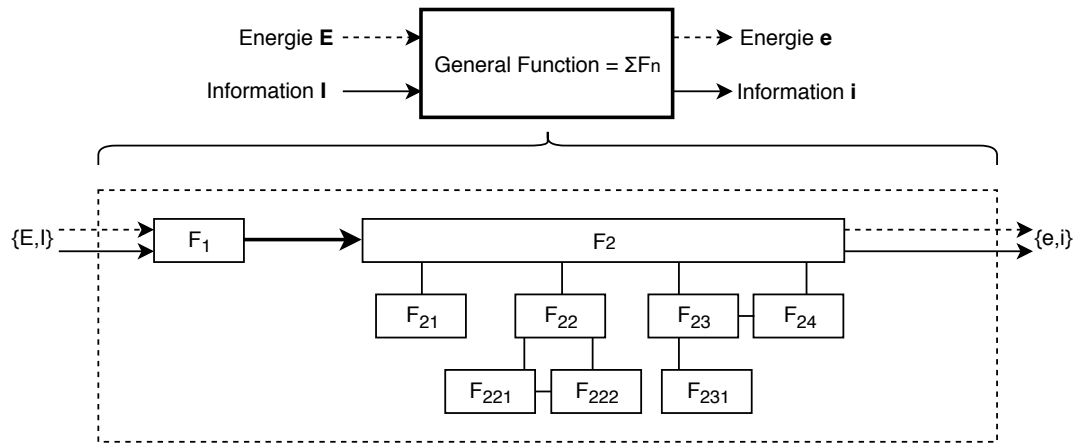 Energie E
Energie e
General Function = ΣFn
Information I
Information i
{E,I}
F1
F2
{e,i}
F21
F22
F23
F24
F221
F222
F231